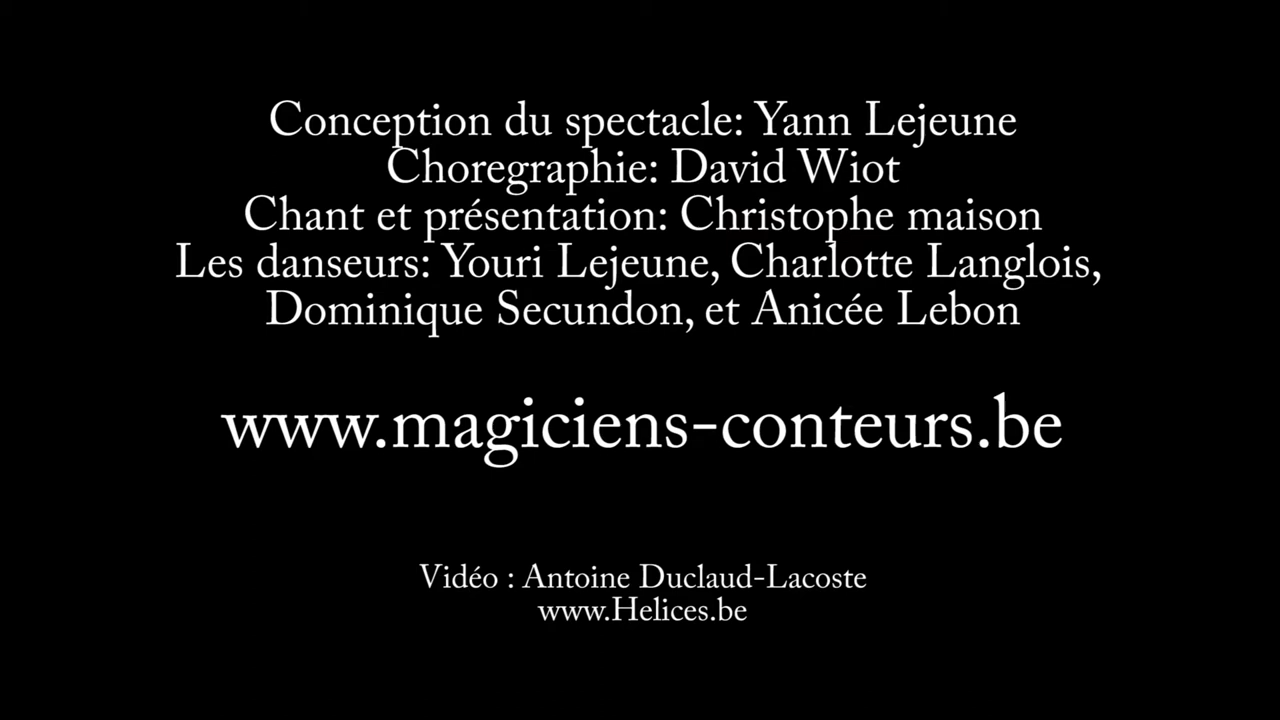 Conception du spectacle: Yann Lejeune
Choregraphie: David Wiot
Chant et présentation: Christophe maison
Les danseurs: Youri Lejeune, Charlotte Langlois,
Dominique Secundon, et Anicée Lebon
www.magiciens-conteurs.be
Vidéo : Antoine Duclaud-Lacoste
www.Helices.be